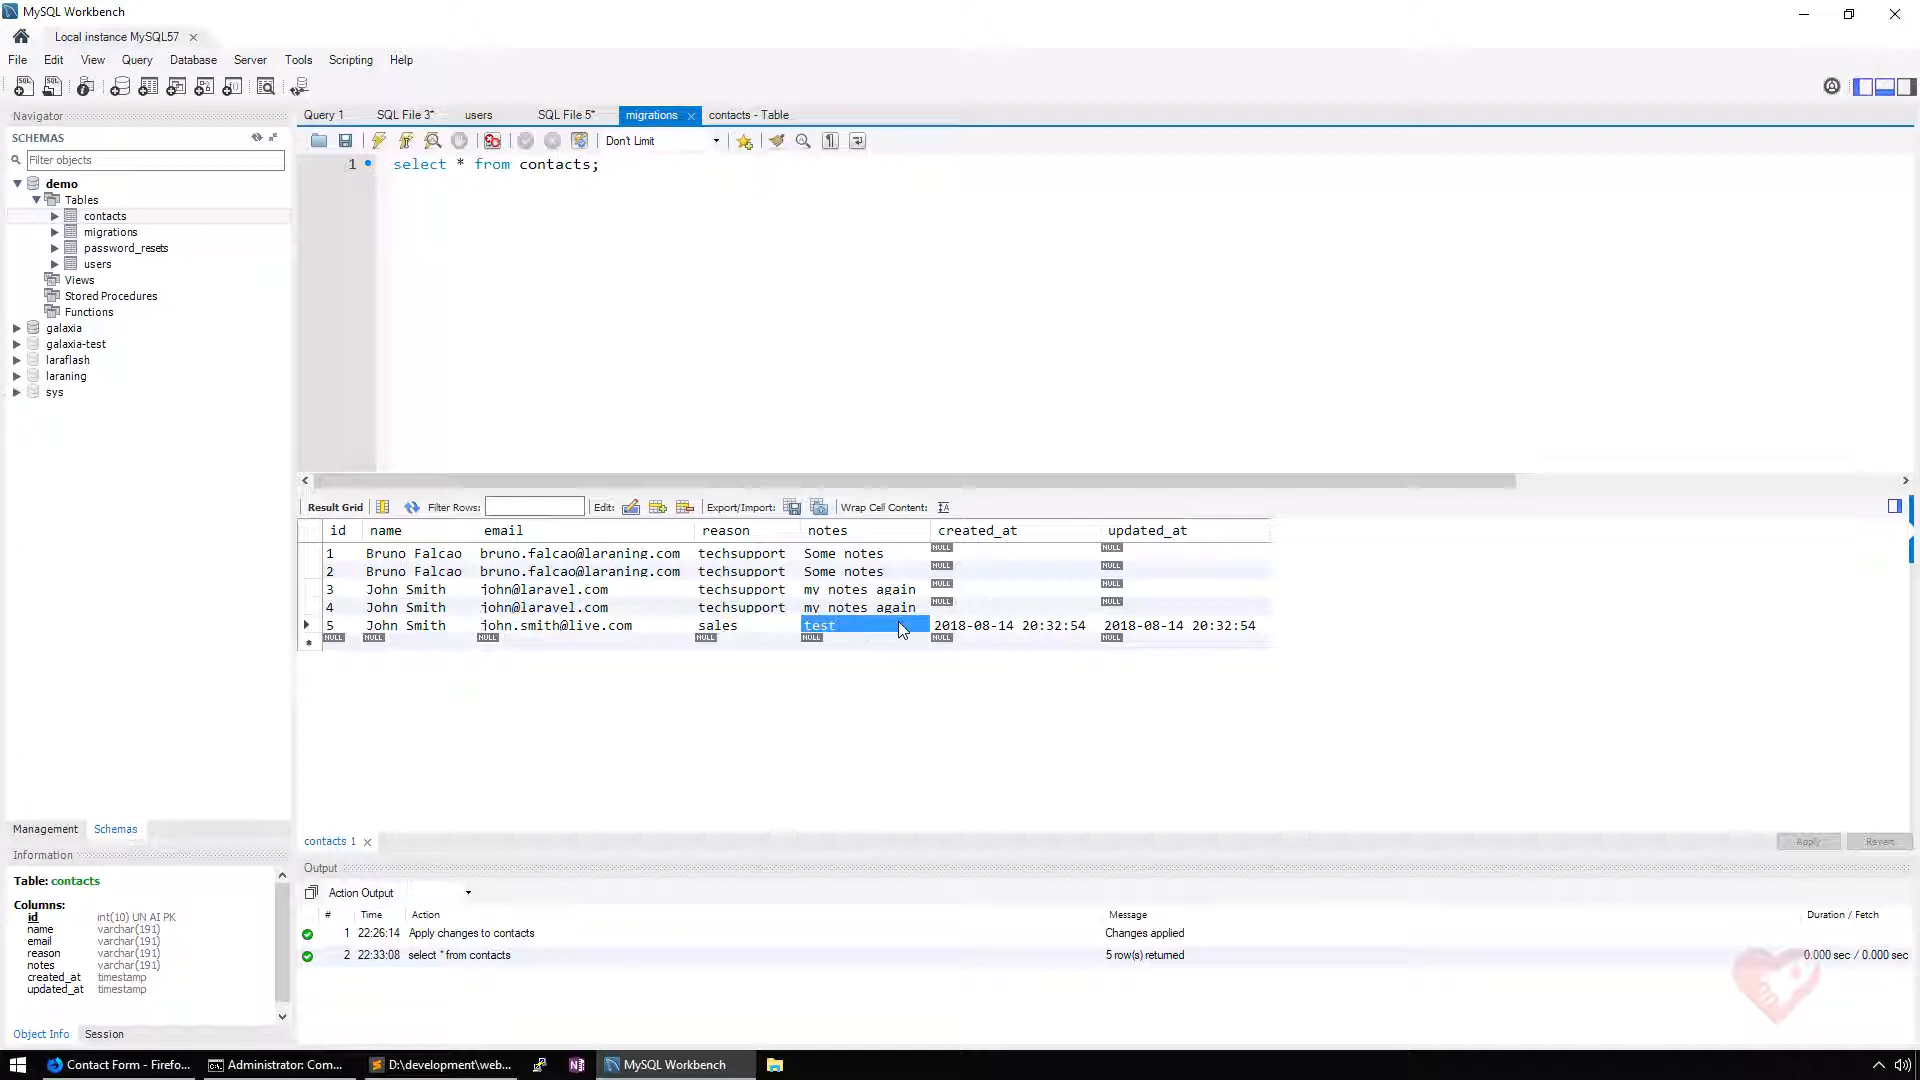 MySQL Workbench
Local instance MySQL57
File Edit View Query Database Server Tools Scripting Help
Navigator
SCHEMAS
Filter objects
demo
Tables
contacts
migrations
password_resets
users
Views
Stored Procedures
Functions
galaxia
galaxia-test
laraflash
laraning
sys
Management Schemas
Information
Table: contacts
Columns:
id int(10) UN AI PK
name varchar(191)
email varchar(191)
reason varchar(191)
notes varchar(191)
created_at timestamp
updated_at timestamp
Object Info Session
Query 1 SQL File 3* users SQL File 5* migrations contacts - Table
Don't Limit
1 select * from contacts;
Result Grid Filter Rows: Edit: Export/Import: Wrap Cell Content:
id name email reason notes created_at updated_at
1 Bruno Falcao bruno.falcao@laraning.com techsupport Some notes NULL NULL
2 Bruno Falcao bruno.falcao@laraning.com techsupport Some notes NULL NULL
3 John Smith john@laravel.com techsupport my notes again NULL NULL
4 John Smith john@laravel.com techsupport my notes again NULL NULL
5 John Smith john.smith@live.com sales test 2018-08-14 20:32:54 2018-08-14 20:32:54
NULL NULL NULL NULL NULL NULL NULL
contacts 1 Apply Revert
Output
Action Output
# Time Action Message Duration / Fetch
1 22:26:14 Apply changes to contacts Changes applied
2 22:33:08 select * from contacts 5 row(s) returned 0.000 sec / 0.000 sec
Contact Form - Firefo... Administrator: Com... D:\development\web... MySQL Workbench